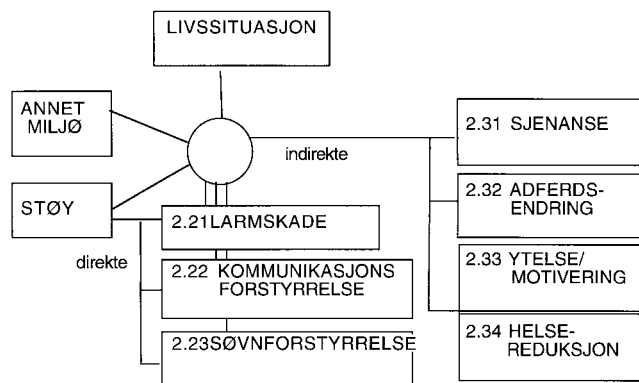 LIVSSITUASJON
ANNET
MILJØ
STØY
indirekte
direkte
2.21LARMSKADE
2.22 KOMMUNIKASJONS
FORSTYRRELSE
2.23SØVNFORSTYRRELSE
2.31 SJENANSE
2.32 ADFERDS-
ENDRING
2.33 YTELSE/
MOTIVERING
2.34 HELSE-
REDUKSJON